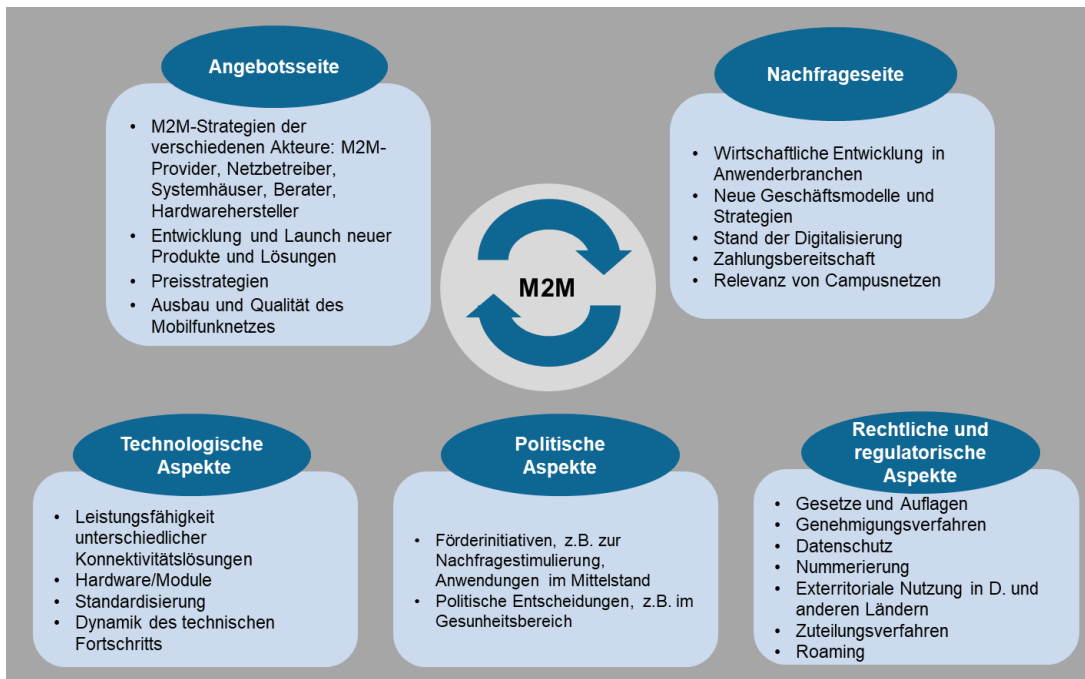 Angebotsseite
• M2M-Strategien der
verschiedenen Akteure: M2M-
Provider, Netzbetreiber,
Systemhäuser, Berater,
Hardwarehersteller
• Entwicklung und Launch neuer
Produkte und Lösungen
• Preisstrategien
• Ausbau und Qualität des
Mobilfunknetzes
Nachfrageseite
• Wirtschaftliche Entwicklung in
Anwenderbranchen
• Neue Geschäftsmodelle und
Strategien
• Stand der Digitalisierung
• Zahlungsbereitschaft
• Relevanz von Campusnetzen
M2M
Technologische
Aspekte
• Leistungsfähigkeit
unterschiedlicher
Konnektivitätslösungen
• Hardware/Module
• Standardisierung
• Dynamik des technischen
Fortschritts
Politische
Aspekte
• Förderinitiativen, z.B. zur
Nachfragestimulierung,
Anwendungen im Mittelstand
• Politische Entscheidungen, z.B. im
Gesunheitsbereich
Rechtliche und
regulatorische
Aspekte
• Gesetze und Auflagen
• Genehmigungsverfahren
• Datenschutz
• Nummerierung
• Exterritoriale Nutzung in D. und
anderen Ländern
• Zuteilungsverfahren
• Roaming